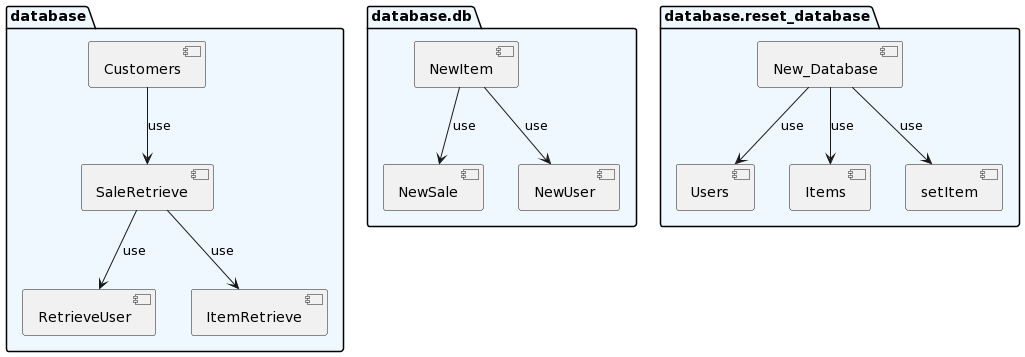 database
Customers
use
SaleRetrieve
use
use
RetrieveUser
ItemRetrieve
database.db
NewItem
use
use
NewSale
NewUser
database.reset_database
New_Database
use
use
use
Users
Items
setItem